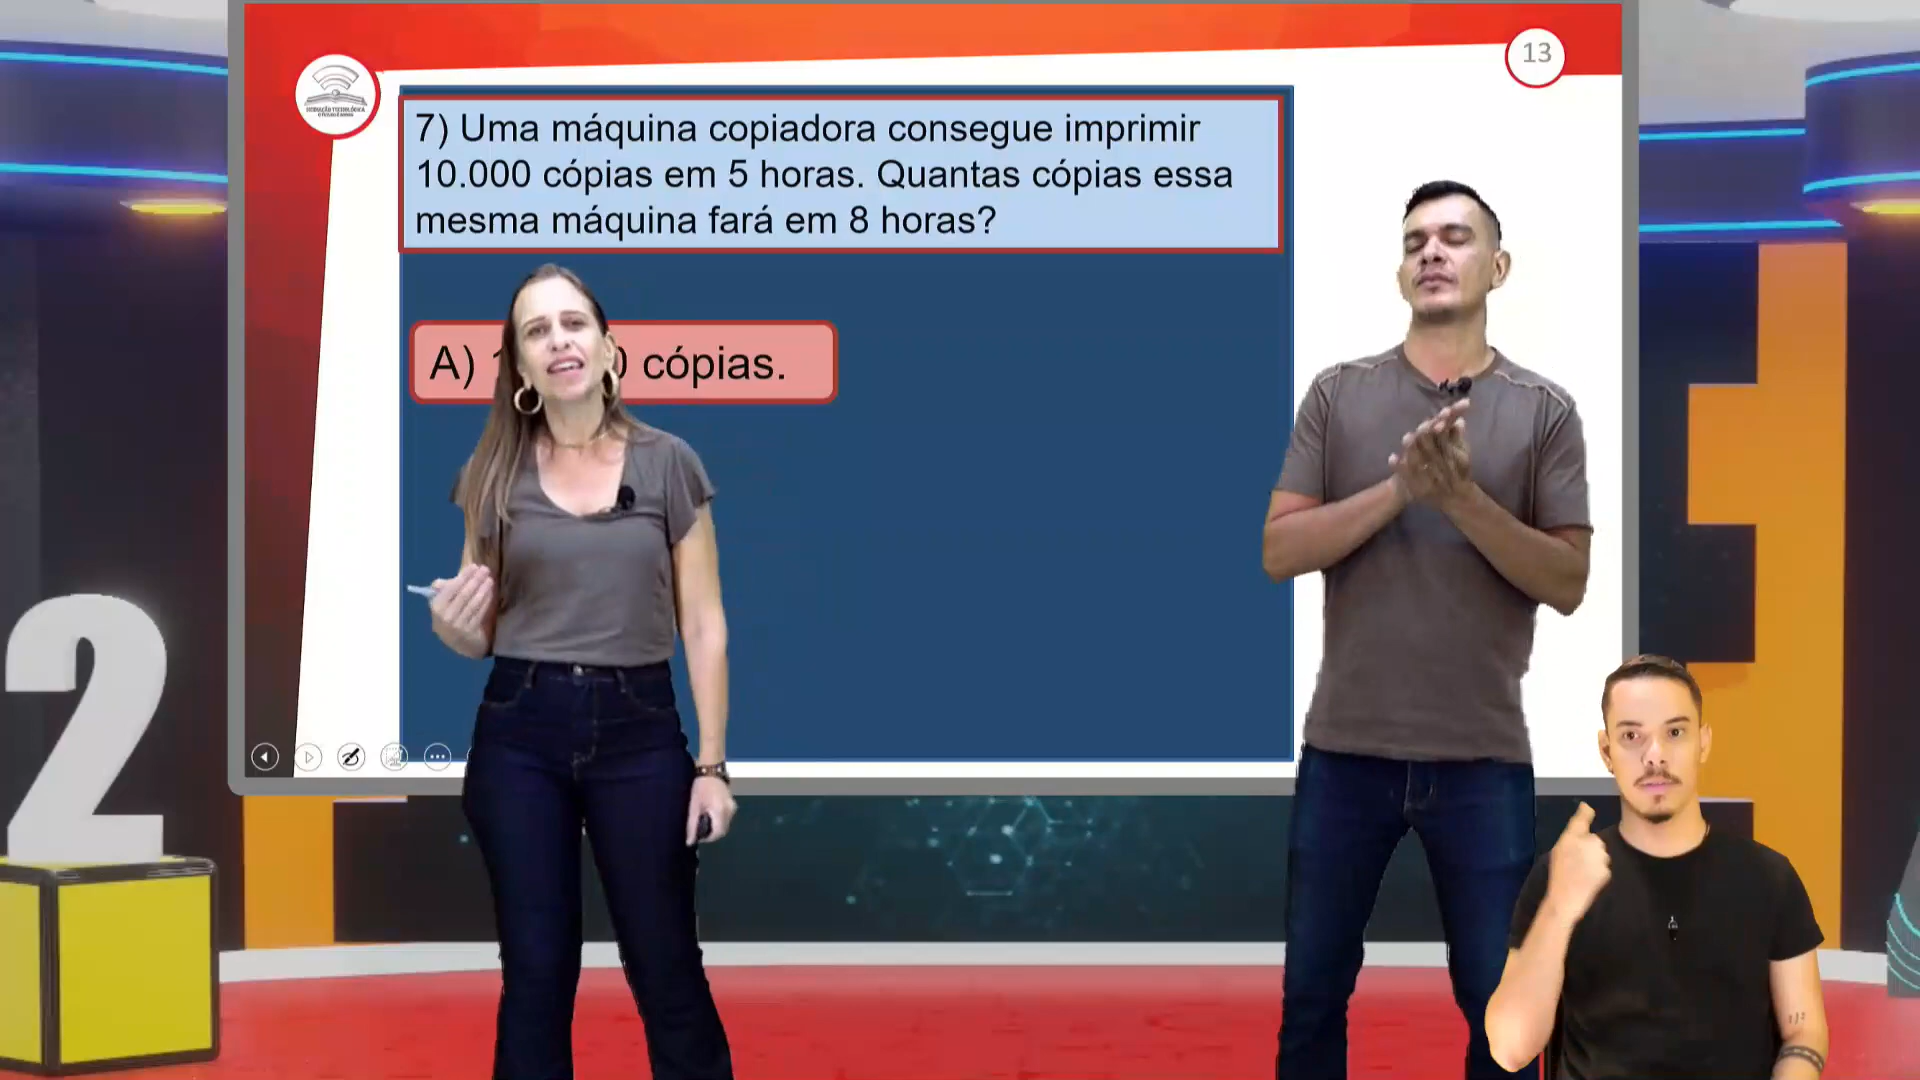 13
7) Uma máquina copiadora consegue imprimir
10.000 cópias em 5 horas. Quantas cópias essa
mesma máquina fará em 8 horas?
A) cópias.
2